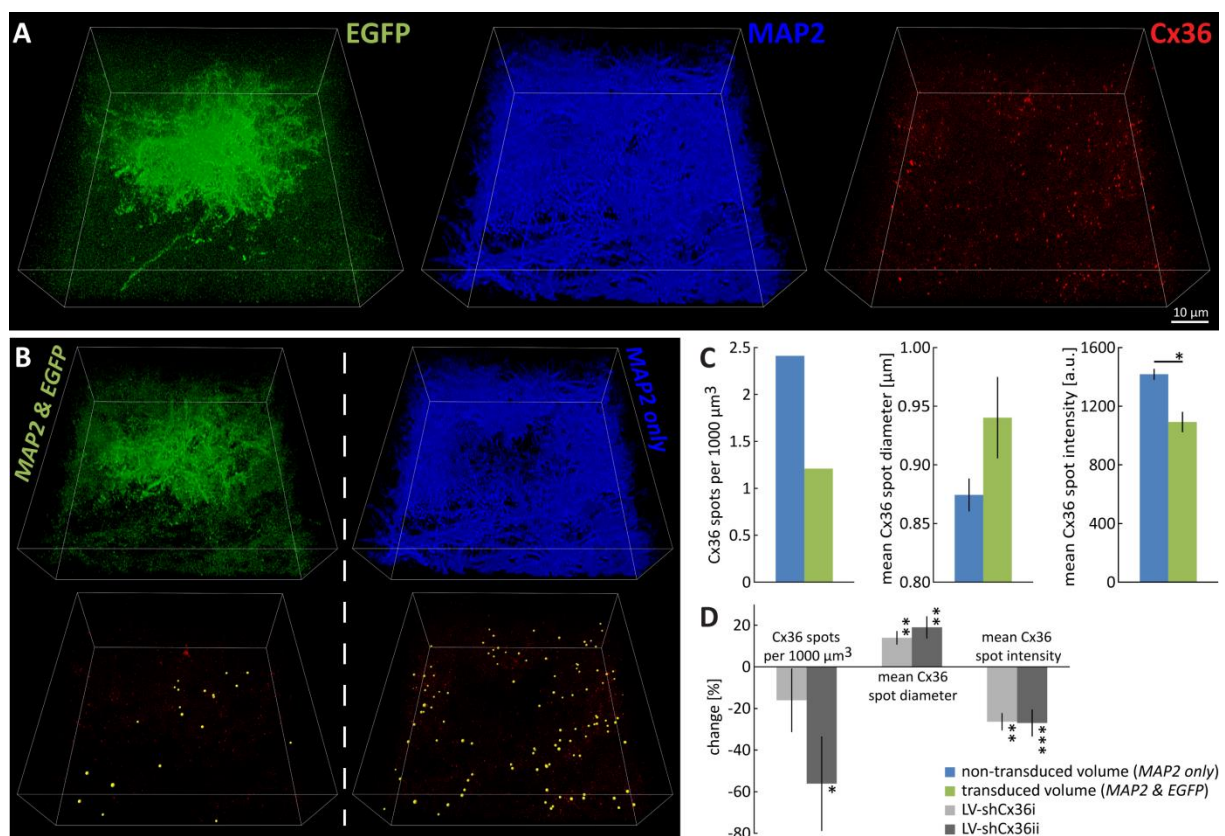 A
EGFP
MAP2
Cx36
10 µm
B
MAP2 & EGFP
MAP2 only
C
Cx36 spots per 1000 µm³
2.5
2
1.5
1
0.5
0
mean Cx36 spot diameter [µm]
1.00
0.95
0.90
0.85
0.80
mean Cx36 spot intensity [a.u.]
1600
1200
800
400
0
*
D
change [%]
20
0
-20
-40
-60
-80
Cx36 spots
per 1000 µm³
mean Cx36
spot diameter
mean Cx36
spot intensity
*
**
**
**
***
non-transduced volume (MAP2 only)
transduced volume (MAP2 & EGFP)
LV-shCx36i
LV-shCx36ii